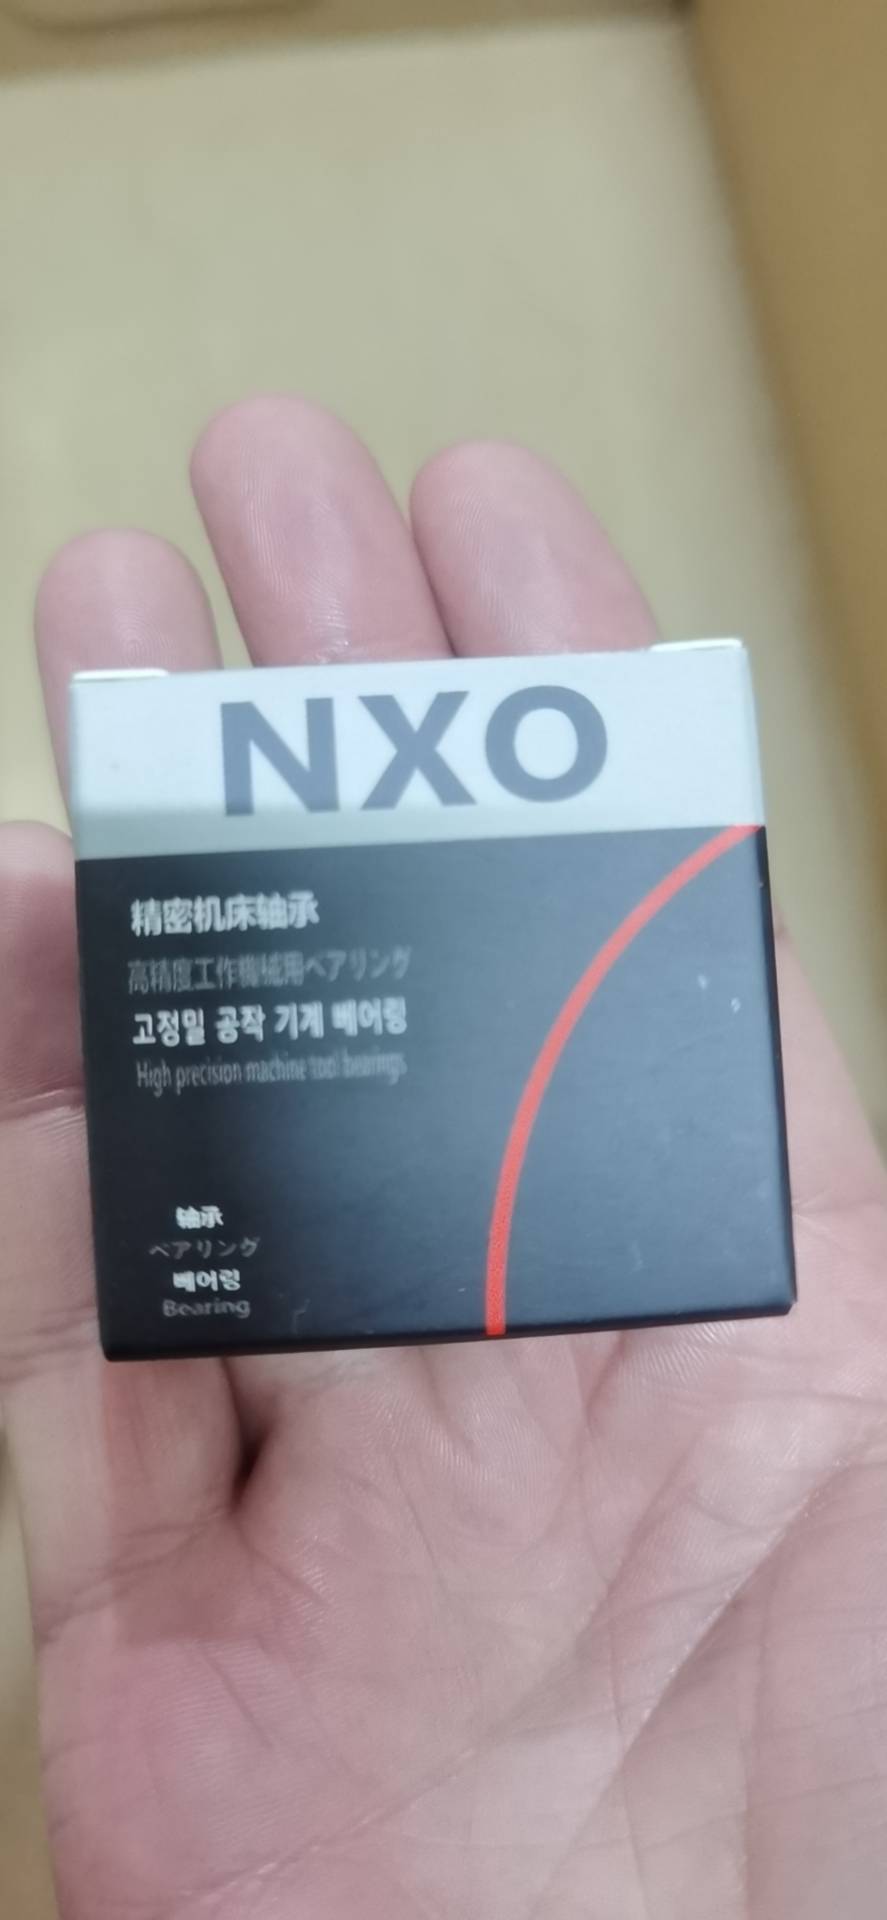 NXO
精密机床轴承
高精度工作機械用ベアリング
고정밀 공작 기계 베어링
High precision machine tool bearings
轴承
ベアリング
베어링
Bearing